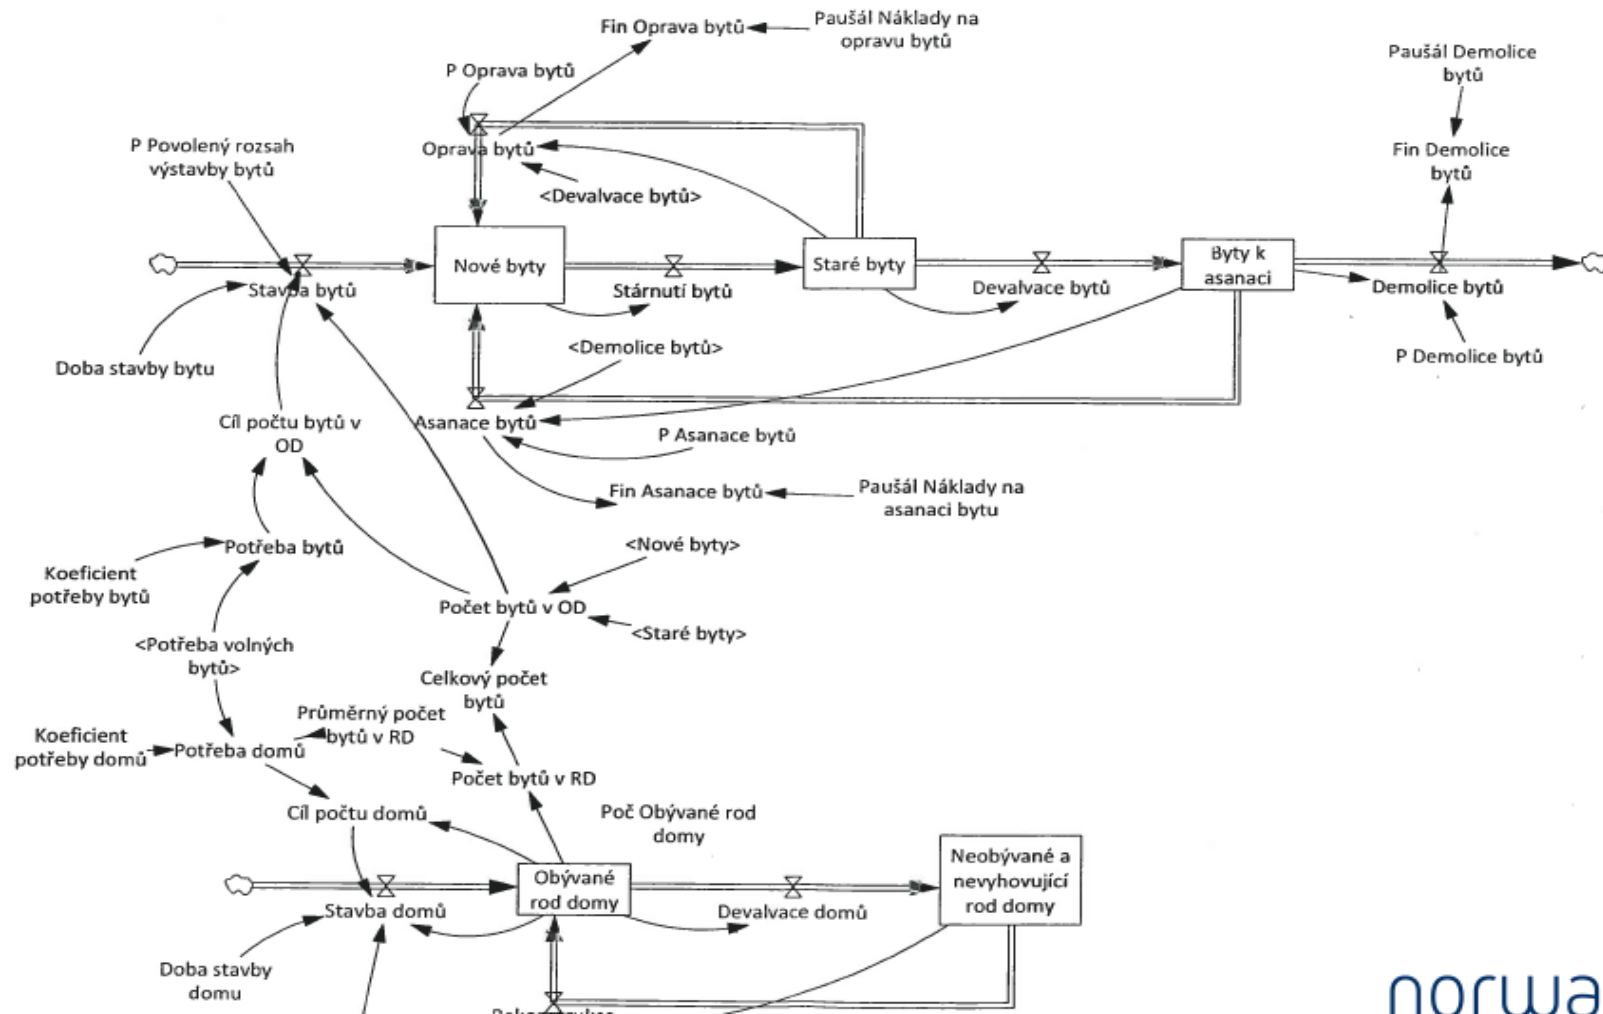 Fin Oprava bytů
Paušál Náklady na
opravu bytů
Paušál Demolice
bytů
P Oprava bytů
P Povolený rozsah
výstavby bytů
Oprava bytů
Fin Demolice
bytů
<Devalvace bytů>
Nové byty
Staré byty
Byty k
asanaci
Stavba bytů
Stárnutí bytů
Devalvace bytů
Demolice bytů
Doba stavby bytu
<Demolice bytů>
P Demolice bytů
Cíl počtu bytů v
OD
Asanace bytů
P Asanace bytů
Fin Asanace bytů
Paušál Náklady na
asanaci bytu
Potřeba bytů
<Nové byty>
Koeficient
potřeby bytů
Počet bytů v OD
<Staré byty>
<Potřeba volných
bytů>
Celkový počet
bytů
Průměrný počet
bytů v RD
Koeficient
potřeby domů
Potřeba domů
Počet bytů v RD
Cíl počtu domů
Poč Obývané rod
domy
Obývané
rod domy
Neobývané a
nevyhovující
rod domy
Stavba domů
Devalvace domů
Doba stavby
domu
norwa